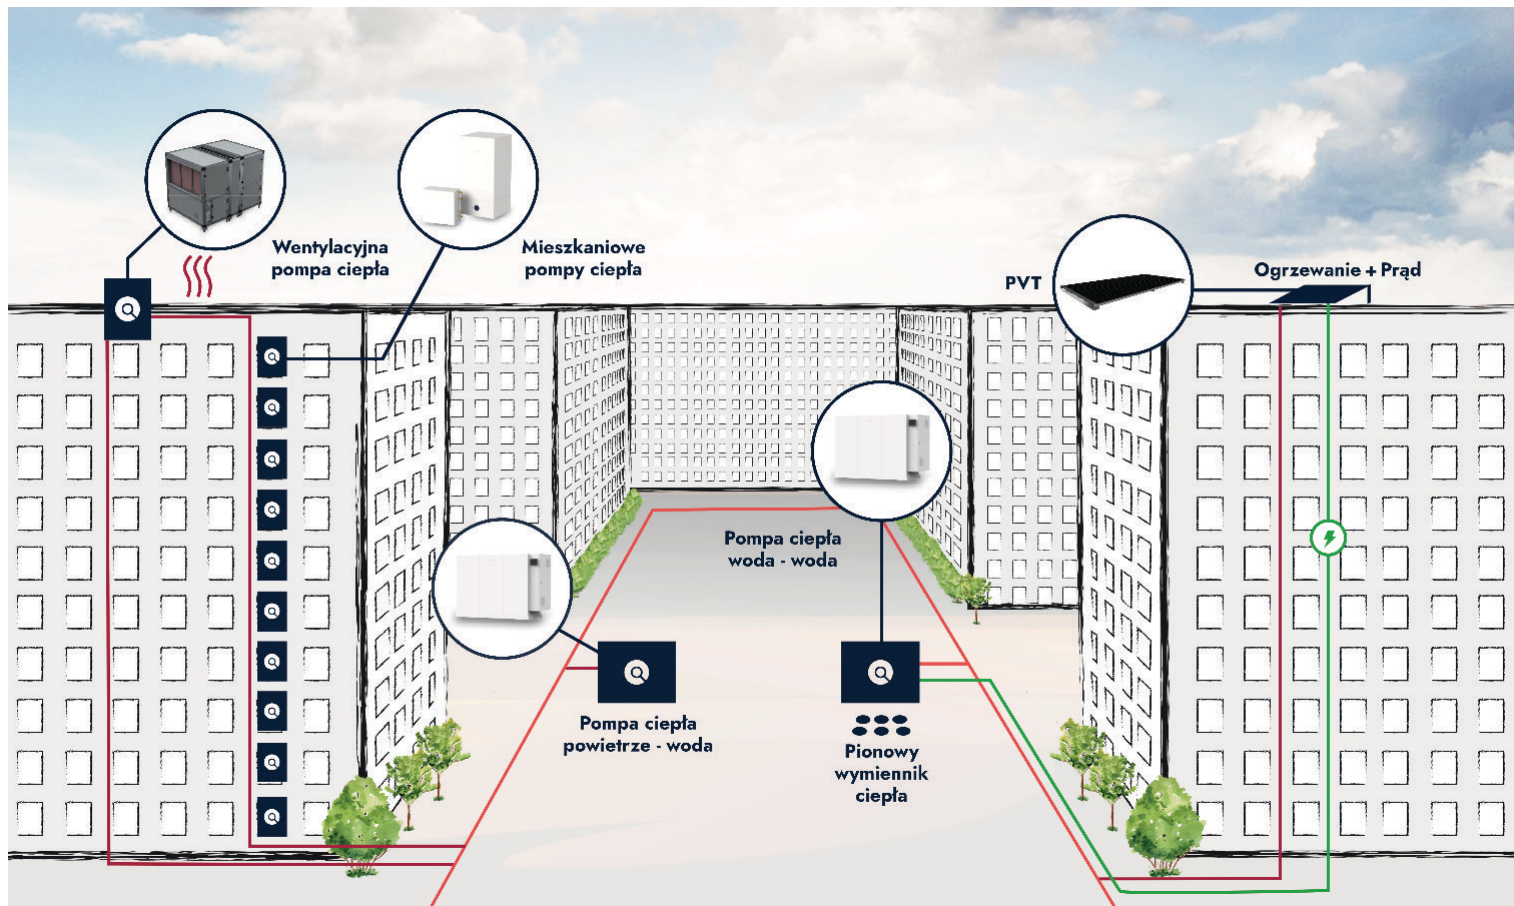 Wentylacyjna
pompa ciepła
Mieszkaniowe
pompy ciepła
PVT
Ogrzewanie + Prąd
Pompa ciepła
woda - woda
Pompa ciepła
powietrze - woda
Pionowy
wymiennik
ciepła